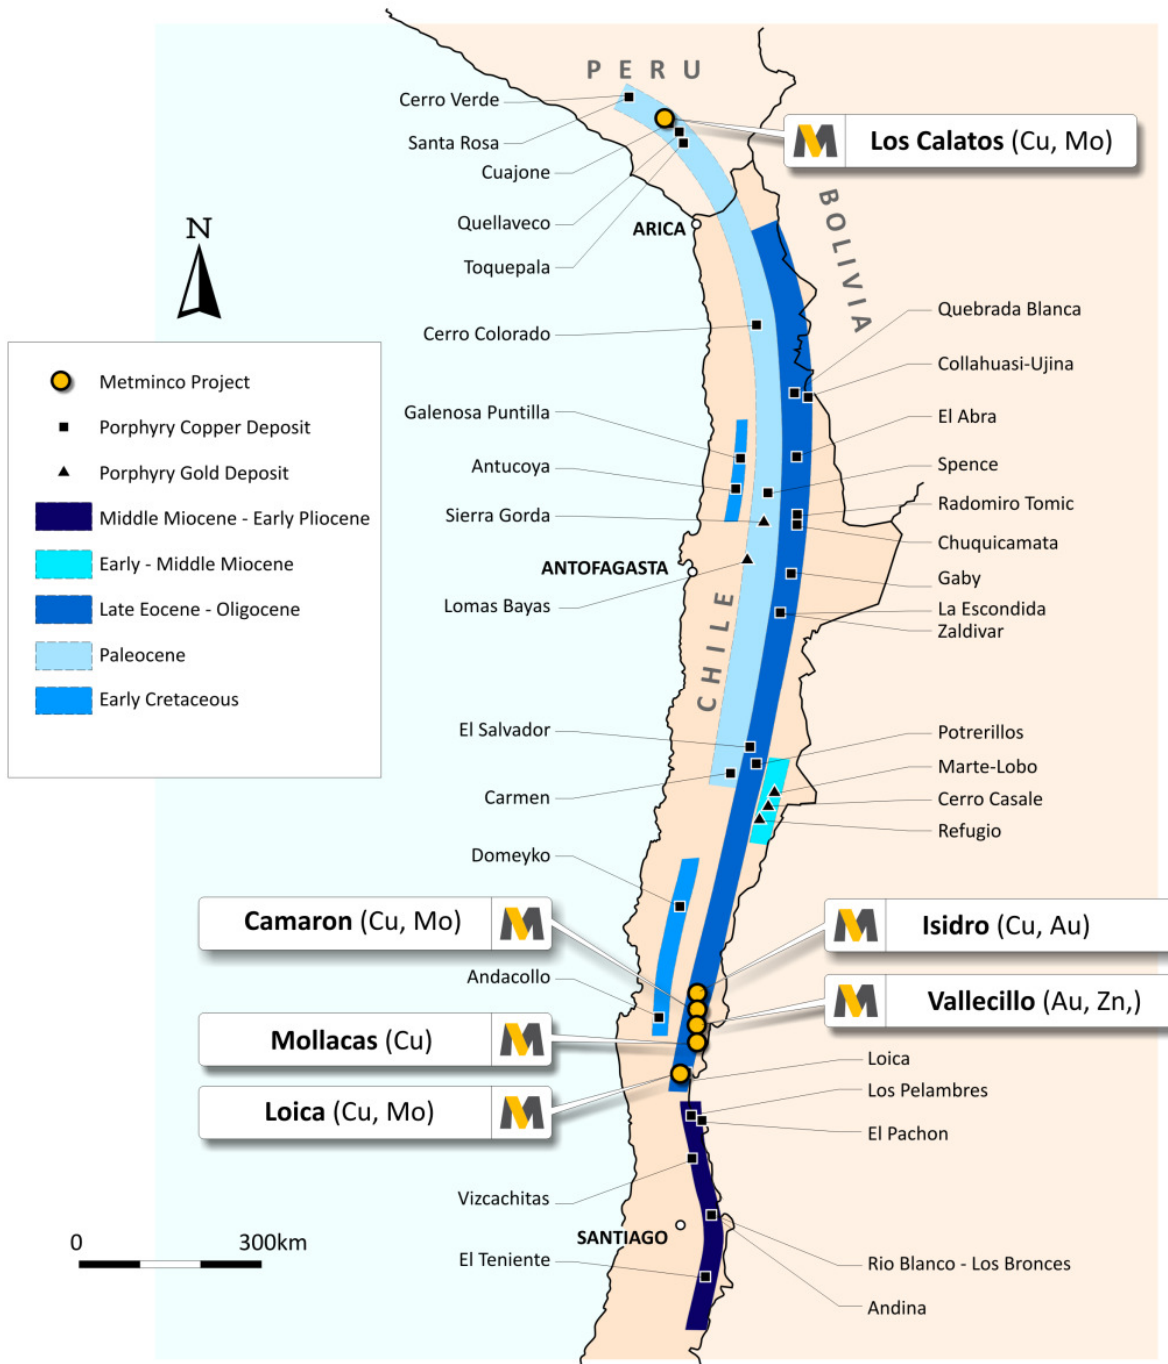 PERU
Cerro Verde
Santa Rosa
Los Calatos (Cu, Mo)
Cuajone
BOLIVIA
N
Quellaveco
ARICA
Toquepala
Quebrada Blanca
Cerro Colorado
Collahuasi-Ujina
Metminco Project
Galenosa Puntilla
El Abra
Porphyry Copper Deposit
Antucoya
Spence
Porphyry Gold Deposit
Radomiro Tomic
Sierra Gorda
Middle Miocene - Early Pliocene
Chuquicamata
Early - Middle Miocene
ANTOFAGASTA
Gaby
Late Eocene - Oligocene
Lomas Bayas
La Escondida
Zaldivar
CHILE
Paleocene
Early Cretaceous
El Salvador
Potrerillos
Marte-Lobo
Carmen
Cerro Casale
Refugio
Domeyko
Camaron (Cu, Mo)
Isidro (Cu, Au)
Andacollo
Vallecillo (Au, Zn,)
Mollacas (Cu)
Loica
Los Pelambres
Loica (Cu, Mo)
El Pachon
Vizcachitas
SANTIAGO
0 300km
El Teniente
Rio Blanco - Los Bronces
Andina